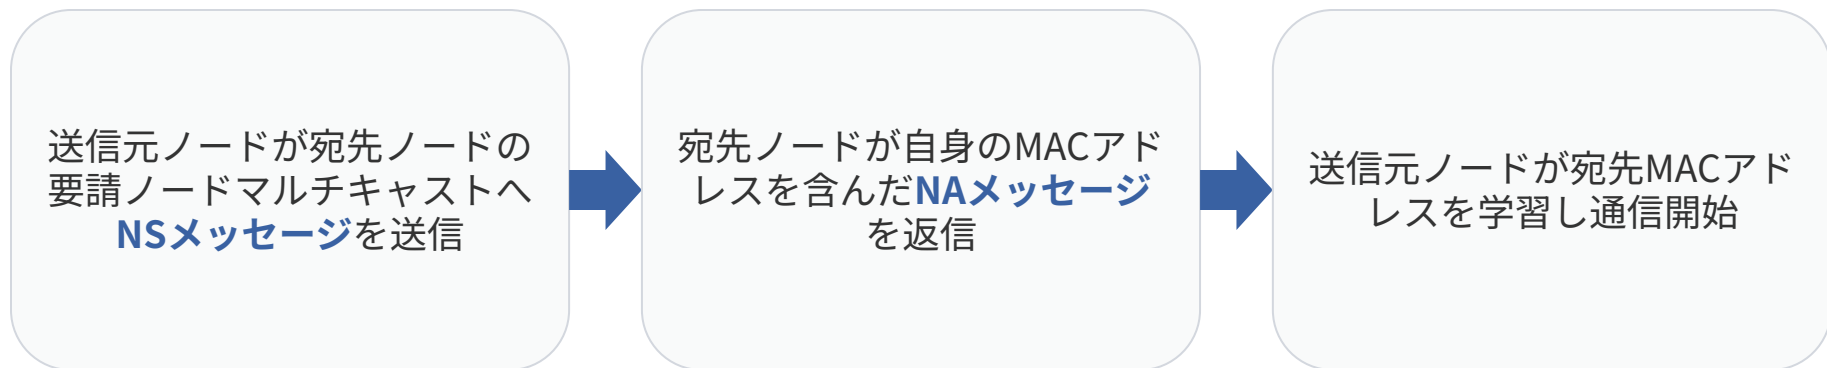 送信元ノードが宛先ノードの
要請ノードマルチキャストへ
NSメッセージを送信
宛先ノードが自身のMACアド
レスを含んだNAメッセージ
を返信
送信元ノードが宛先MACアド
レスを学習し通信開始